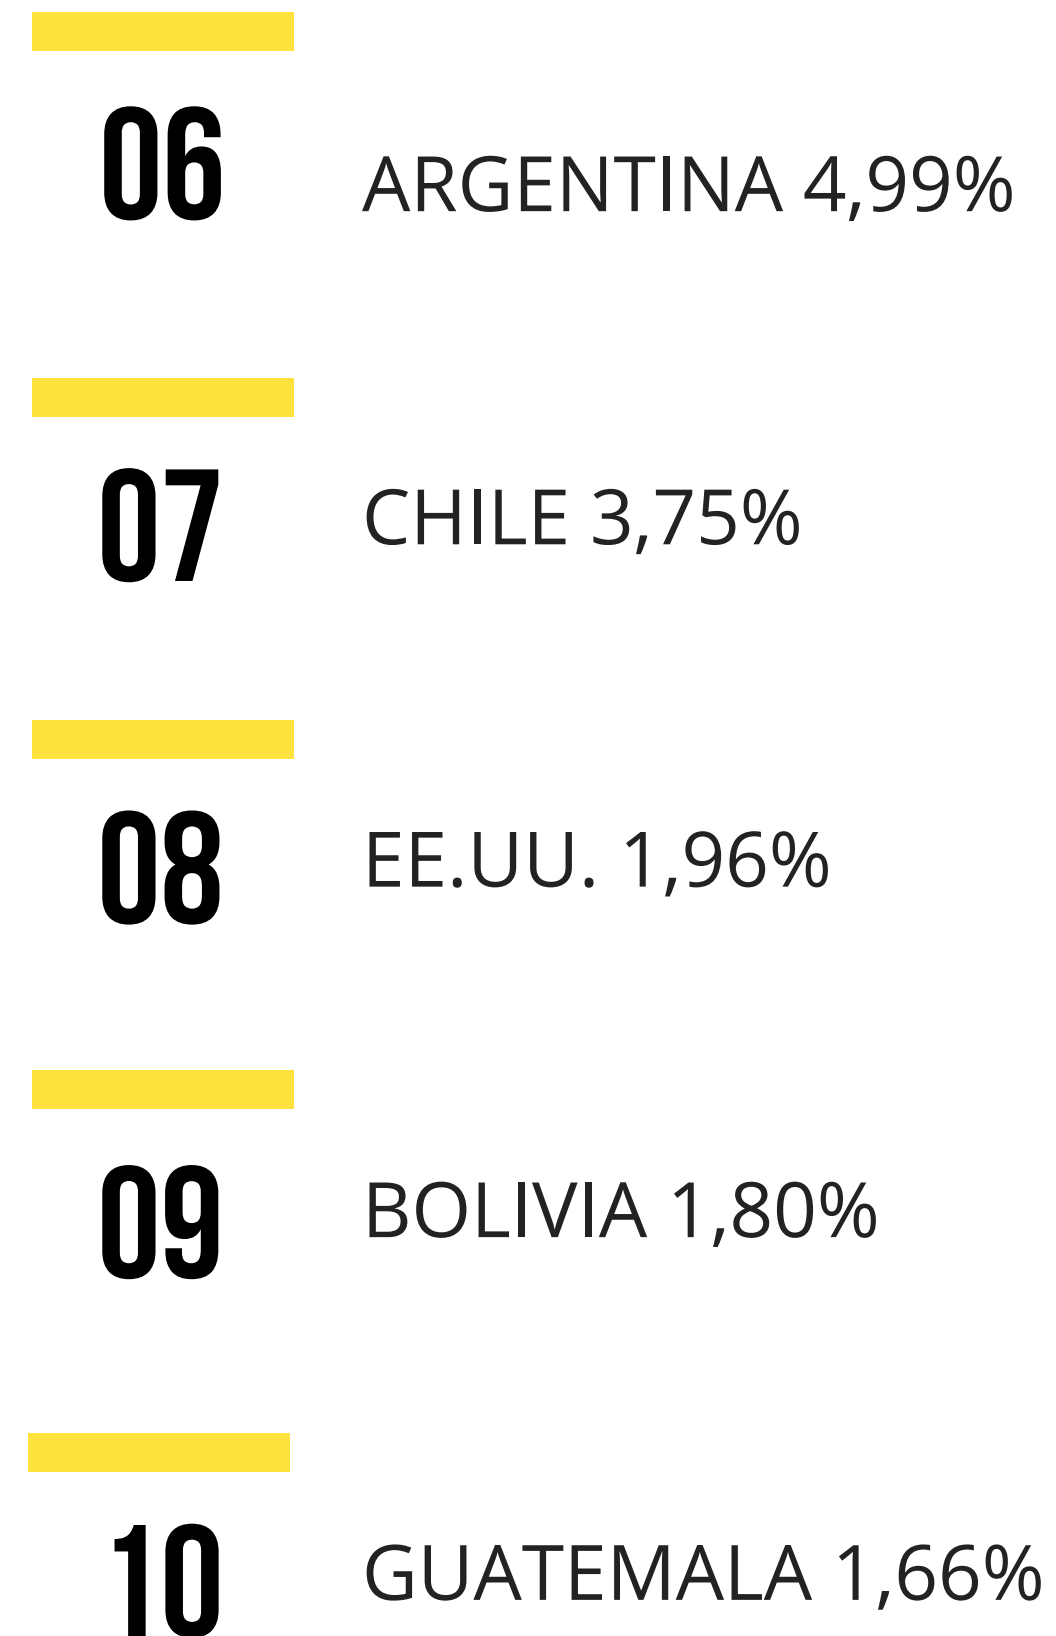 06
ARGENTINA 4,99%
07
CHILE 3,75%
08
EE.UU. 1,96%
09
BOLIVIA 1,80%
10
GUATEMALA 1,66%